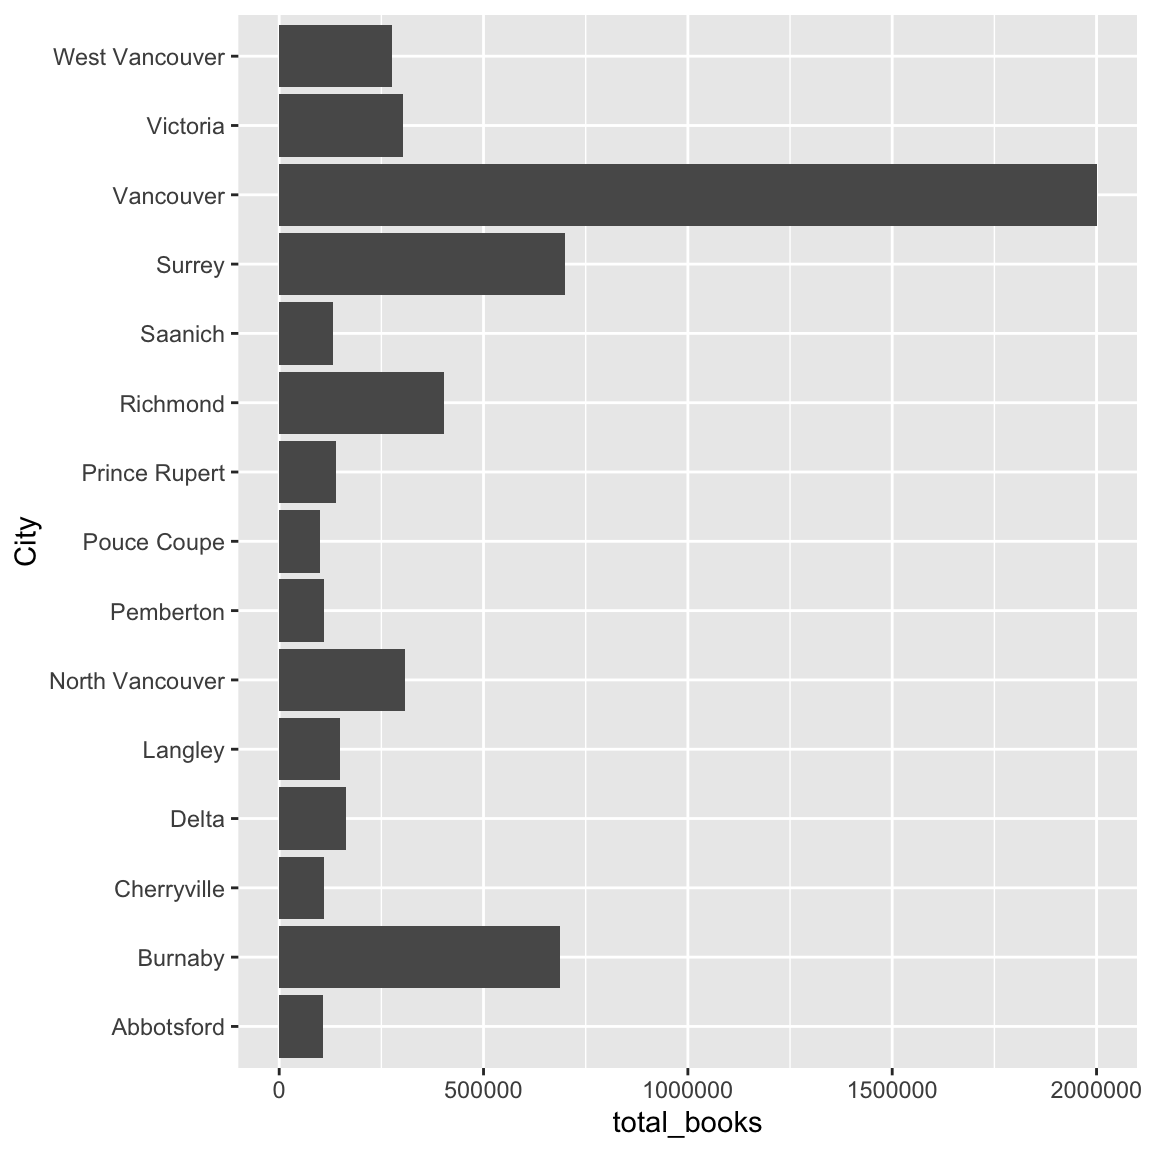 West Vancouver
Victoria
Vancouver
Surrey
Saanich
Richmond
Prince Rupert
Pouce Coupe
Pemberton
North Vancouver
Langley
Delta
Cherryville
Burnaby
Abbotsford
City
0 500000 1000000 1500000 2000000
total_books